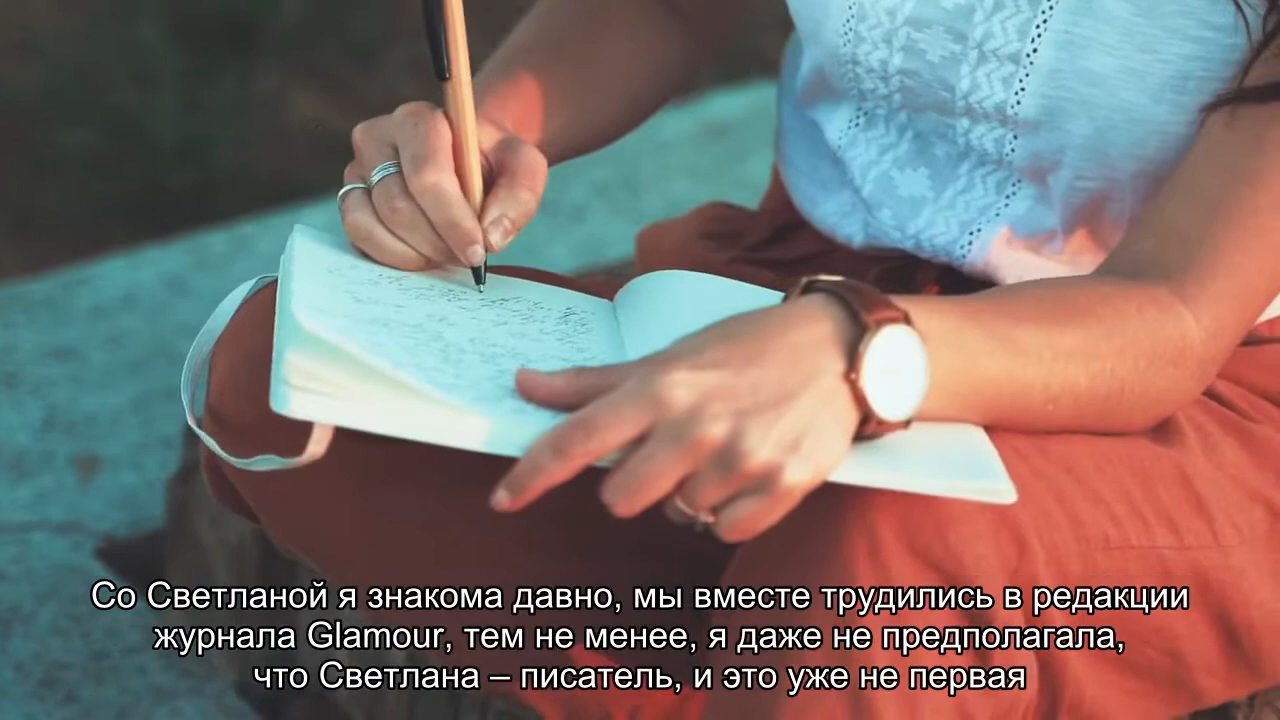 Со Светланой я знакома давно, мы вместе трудились в редакции
журнала Glamour, тем не менее, я даже не предполагала,
что Светлана – писатель, и это уже не первая